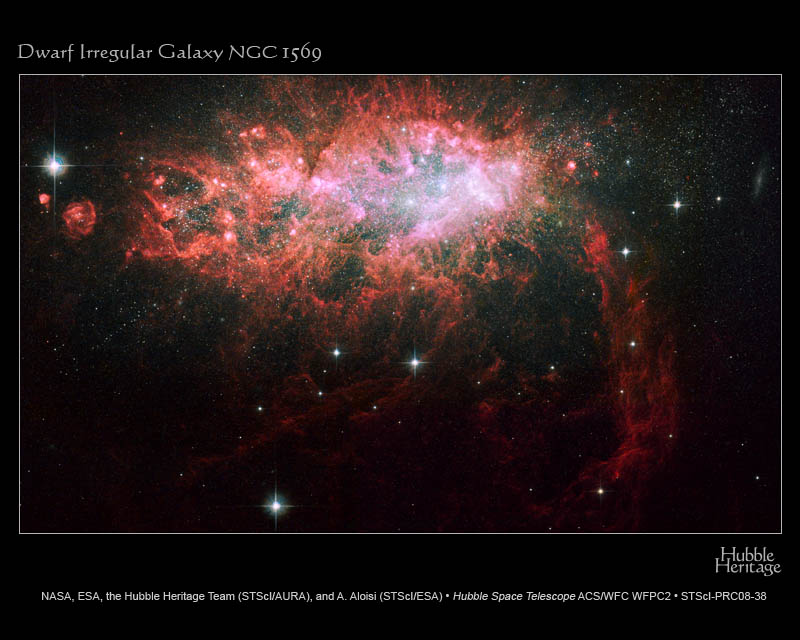 Dwarf Irregular Galaxy NGC 1569
Hubble
Heritage
NASA, ESA, the Hubble Heritage Team (STScI/AURA), and A. Aloisi (STScI/ESA) • Hubble Space Telescope ACS/WFC WFPC2 • STScI-PRC08-38